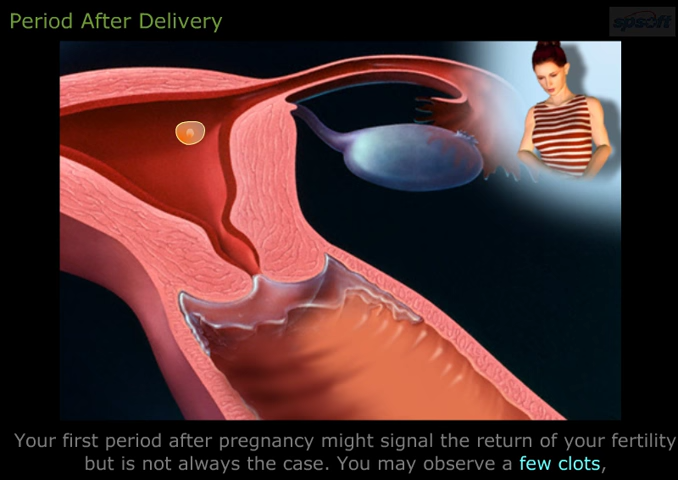 Period After Delivery
spsoft
Your first period after pregnancy might signal the return of your fertility
but is not always the case. You may observe a few clots,